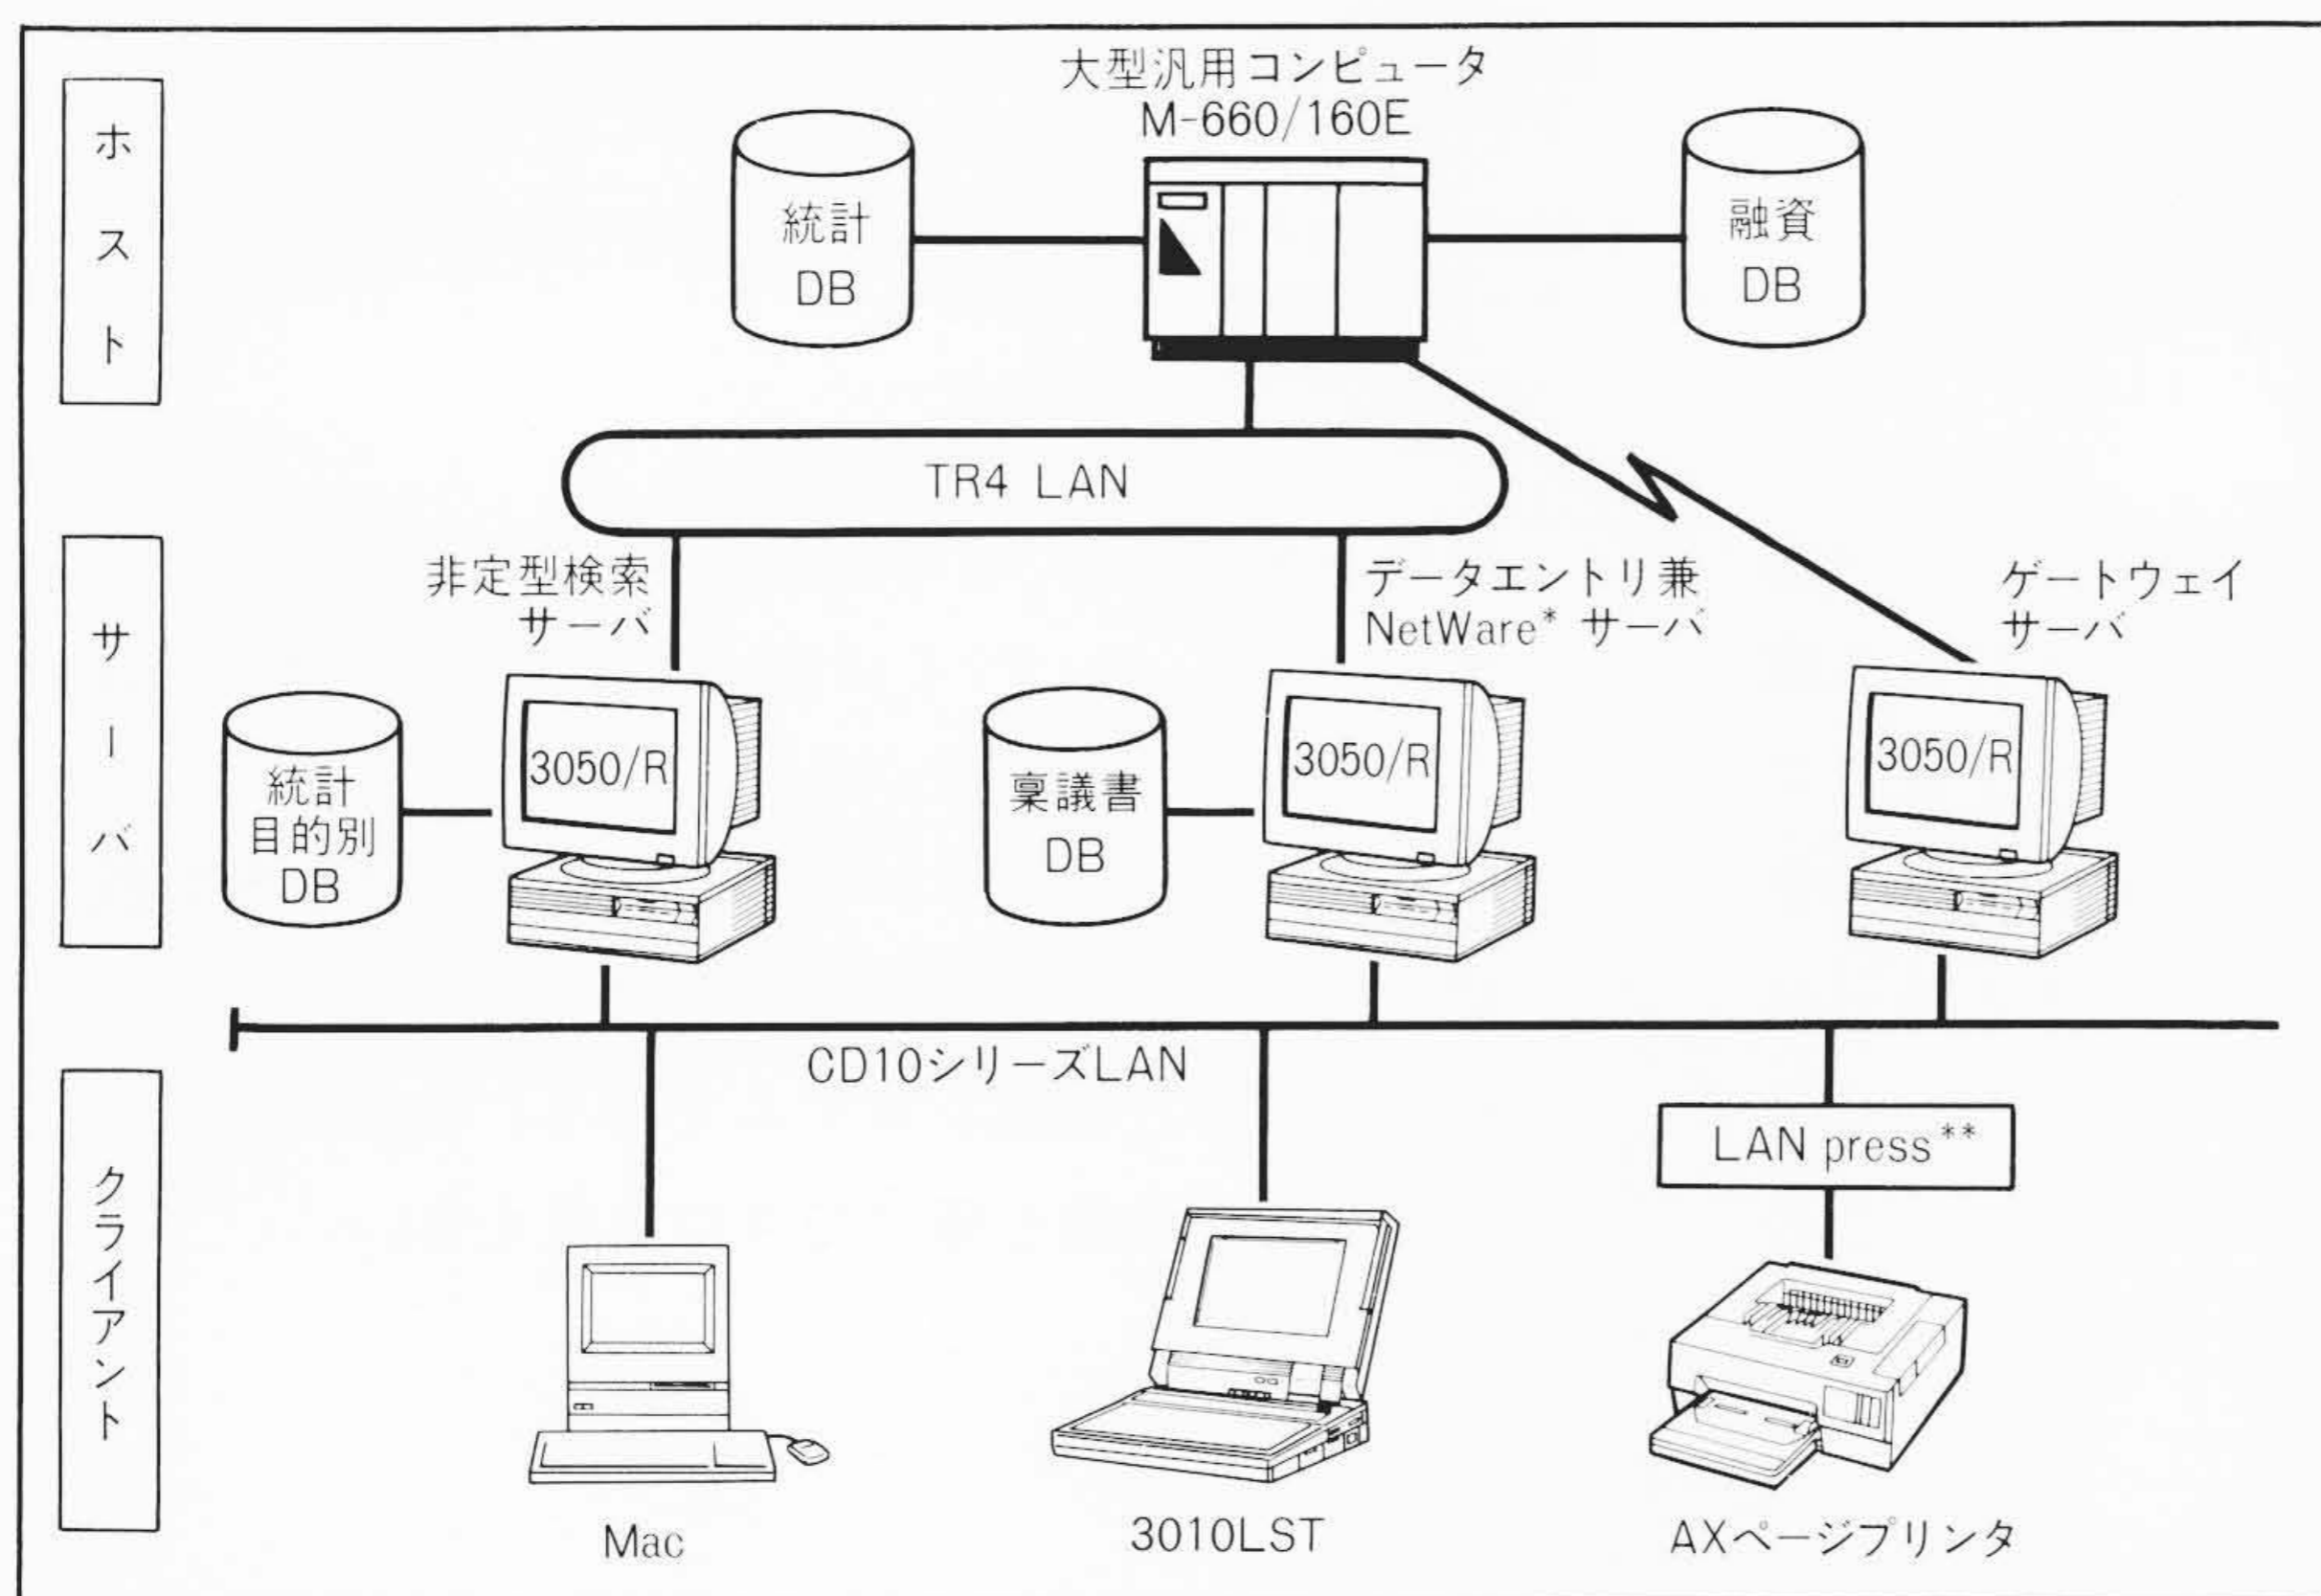 ホスト
大型汎用コンピュータ
M-660/160E
統計
DB
融資
DB
TR4 LAN
サーバ
非定型検索
サーバ
データエントリ兼
NetWare* サーバ
ゲートウェイ
サーバ
統計
目的別
DB
3050/R
稟議書
DB
3050/R
3050/R
CD10シリーズLAN
クライアント
LAN press**
Mac
3010LST
AXページプリンタ